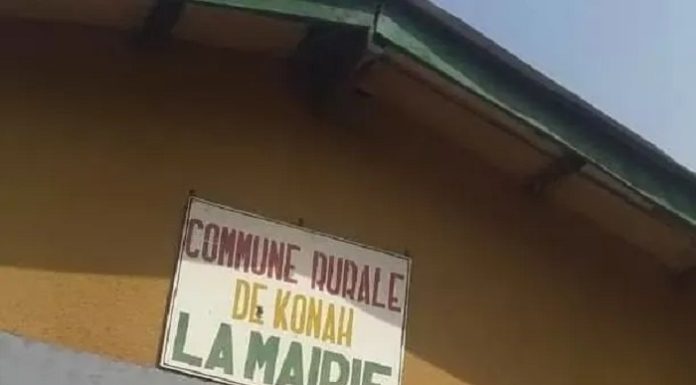 COMMUNE RURALE
DE KONAH
LA MAIRIE